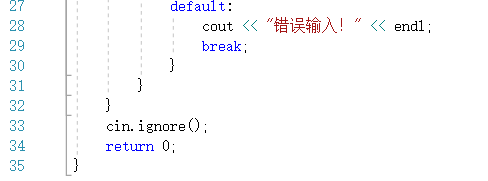 27 default:
28 cout << "错误输入！" << endl;
29 break;
30 }
31 }
32 }
33 cin.ignore();
34 return 0;
35 }